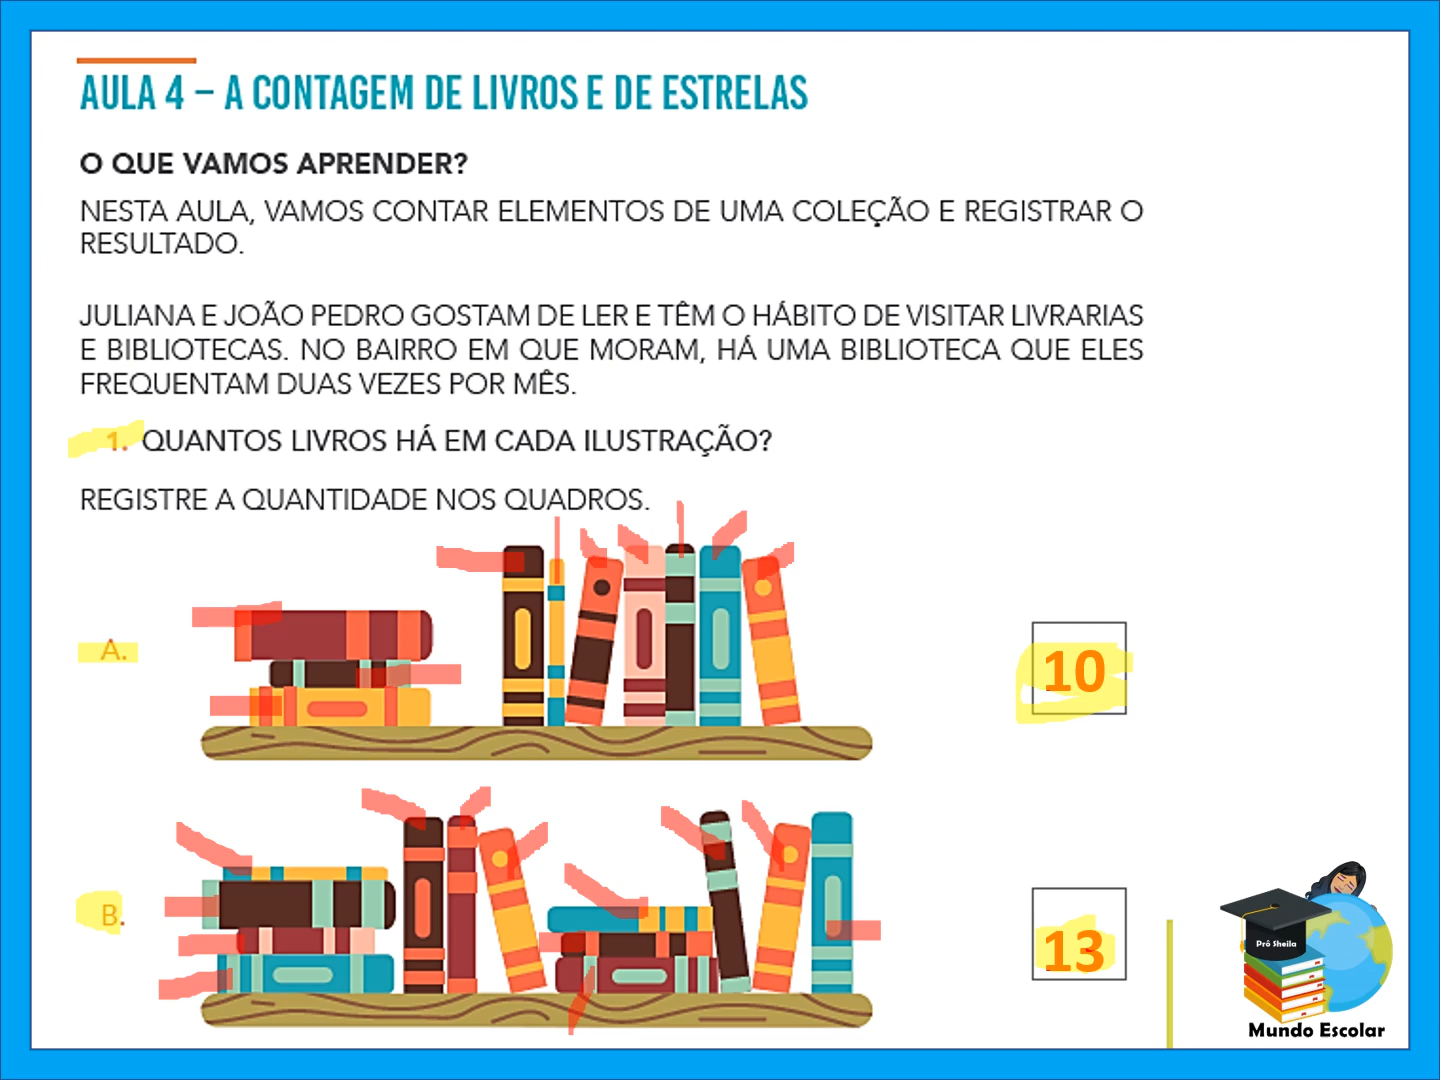 AULA 4 – A CONTAGEM DE LIVROS E DE ESTRELAS
O QUE VAMOS APRENDER?
NESTA AULA, VAMOS CONTAR ELEMENTOS DE UMA COLEÇÃO E REGISTRAR O
RESULTADO.
JULIANA E JOÃO PEDRO GOSTAM DE LER E TÊM O HÁBITO DE VISITAR LIVRARIAS
E BIBLIOTECAS. NO BAIRRO EM QUE MORAM, HÁ UMA BIBLIOTECA QUE ELES
FREQUENTAM DUAS VEZES POR MÊS.
1. QUANTOS LIVROS HÁ EM CADA ILUSTRAÇÃO?
REGISTRE A QUANTIDADE NOS QUADROS.
A.
10
B.
13
Prô Sheila
Mundo Escolar